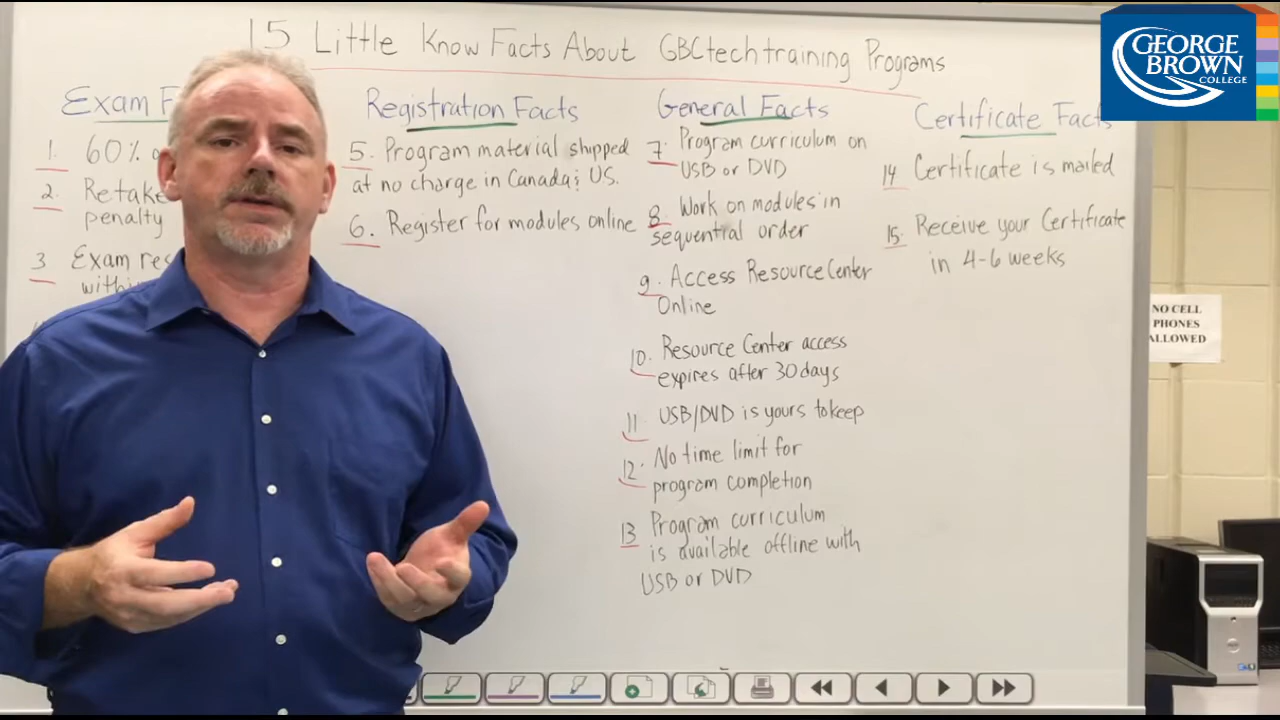 15 Little Know Facts About GBCtechtraining Programs
GEORGE
BROWN
COLLEGE
Exam
1. 60%
2. Retake
penalty
3 Exam
Registration Facts
5. Program material shipped
at no charge in Canada & US.
6. Register for modules online
General Facts
7. Program curriculum on
USB or DVD
8. Work on modules in
sequential order
9. Access Resource Center
Online
10. Resource Center access
expires after 30 days
11. USB/DVD is yours to keep
12. No time limit for
program completion
13 Program curriculum
is available offline with
USB or DVD
Certificate Facts
14 Certificate is mailed
15. Receive your Certificate
in 4-6 weeks
NO CELL
PHONES
ALLOWED